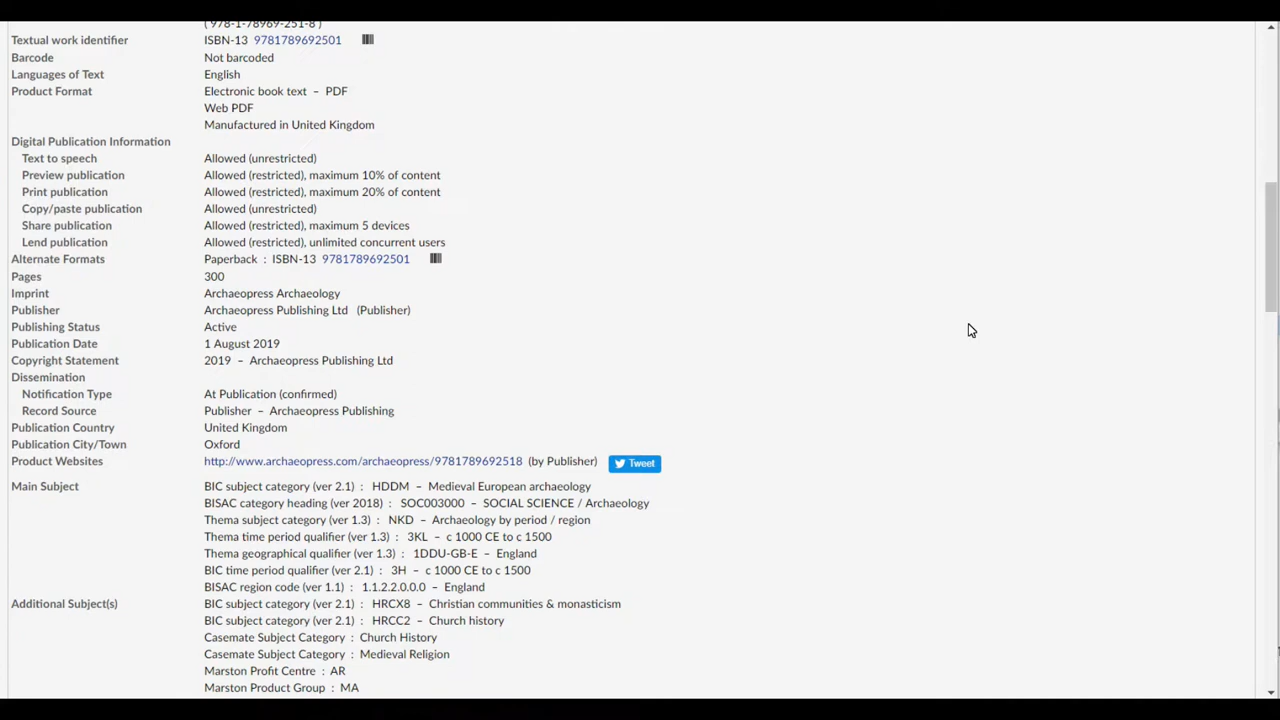 ( 978-1-78969-251-8 )
Textual work identifier ISBN-13 9781789692501
Barcode Not barcoded
Languages of Text English
Product Format Electronic book text – PDF
Web PDF
Manufactured in United Kingdom
Digital Publication Information
Text to speech Allowed (unrestricted)
Preview publication Allowed (restricted), maximum 10% of content
Print publication Allowed (restricted), maximum 20% of content
Copy/paste publication Allowed (unrestricted)
Share publication Allowed (restricted), maximum 5 devices
Lend publication Allowed (restricted), unlimited concurrent users
Alternate Formats Paperback : ISBN-13 9781789692501
Pages 300
Imprint Archaeopress Archaeology
Publisher Archaeopress Publishing Ltd (Publisher)
Publishing Status Active
Publication Date 1 August 2019
Copyright Statement 2019 – Archaeopress Publishing Ltd
Dissemination
Notification Type At Publication (confirmed)
Record Source Publisher – Archaeopress Publishing
Publication Country United Kingdom
Publication City/Town Oxford
Product Websites http://www.archaeopress.com/archaeopress/9781789692518 (by Publisher) Tweet
Main Subject BIC subject category (ver 2.1) : HDDM – Medieval European archaeology
BISAC category heading (ver 2018) : SOC003000 – SOCIAL SCIENCE / Archaeology
Thema subject category (ver 1.3) : NKD – Archaeology by period / region
Thema time period qualifier (ver 1.3) : 3KL – c 1000 CE to c 1500
Thema geographical qualifier (ver 1.3) : 1DDU-GB-E – England
BIC time period qualifier (ver 2.1) : 3H – c 1000 CE to c 1500
BISAC region code (ver 1.1) : 1.1.2.2.0.0.0 – England
Additional Subject(s) BIC subject category (ver 2.1) : HRCX8 – Christian communities & monasticism
BIC subject category (ver 2.1) : HRCC2 – Church history
Casemate Subject Category : Church History
Casemate Subject Category : Medieval Religion
Marston Profit Centre : AR
Marston Product Group : MA